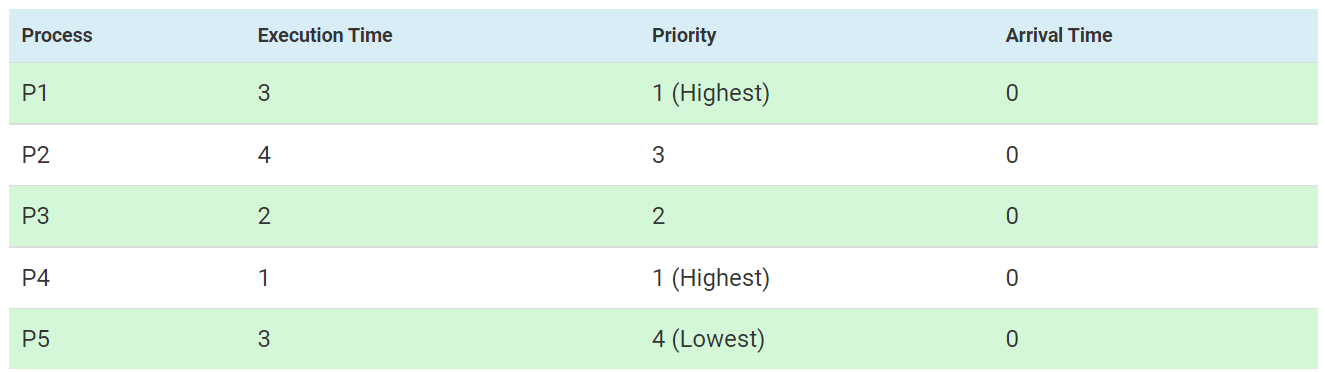 Process Execution Time Priority Arrival Time
P1 3 1 (Highest) 0
P2 4 3 0
P3 2 2 0
P4 1 1 (Highest) 0
P5 3 4 (Lowest) 0